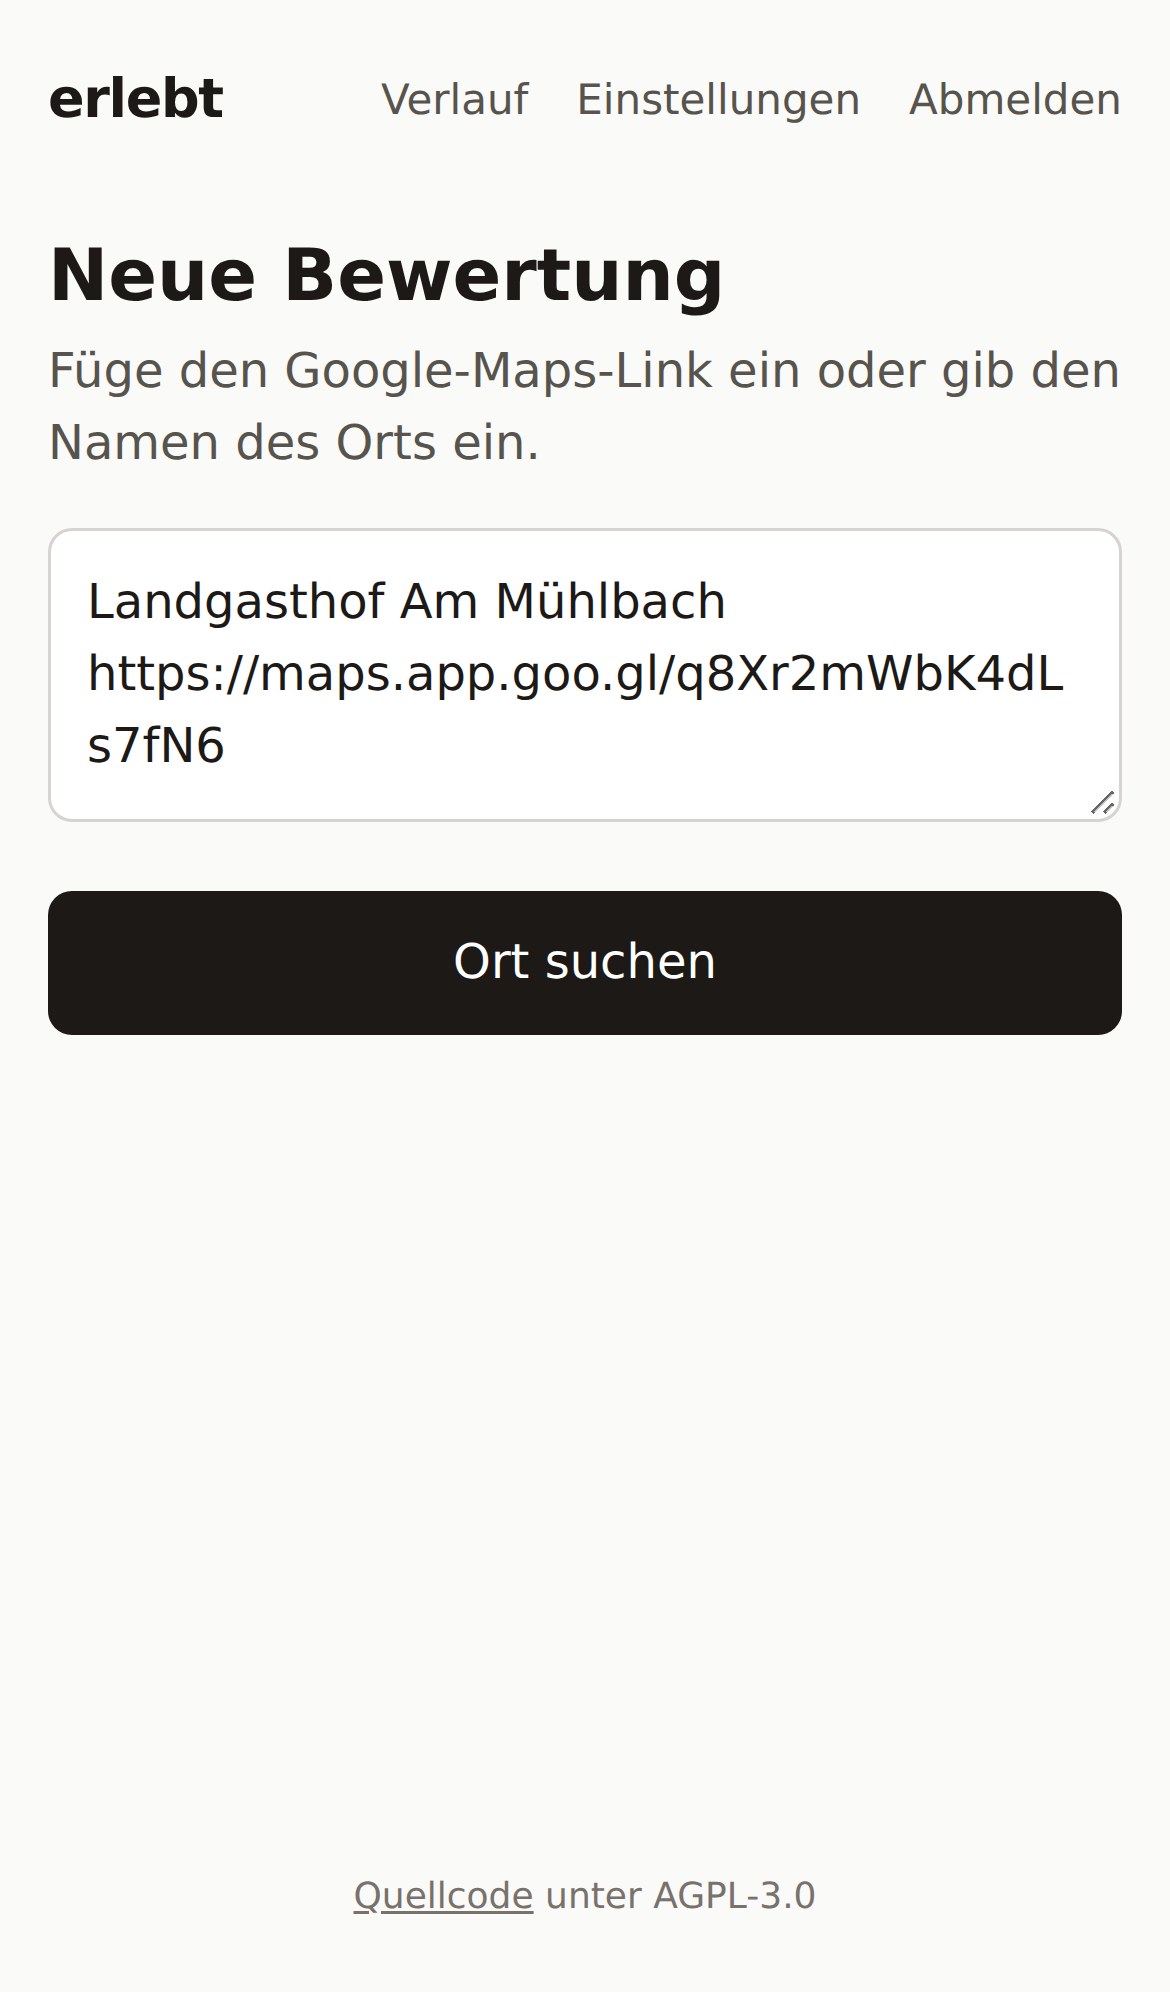 erlebt
Verlauf Einstellungen Abmelden
Neue Bewertung
Füge den Google-Maps-Link ein oder gib den
Namen des Orts ein.
Landgasthof Am Mühlbach
https://maps.app.goo.gl/q8Xr2mWbK4dL
s7fN6
Ort suchen
Quellcode unter AGPL-3.0